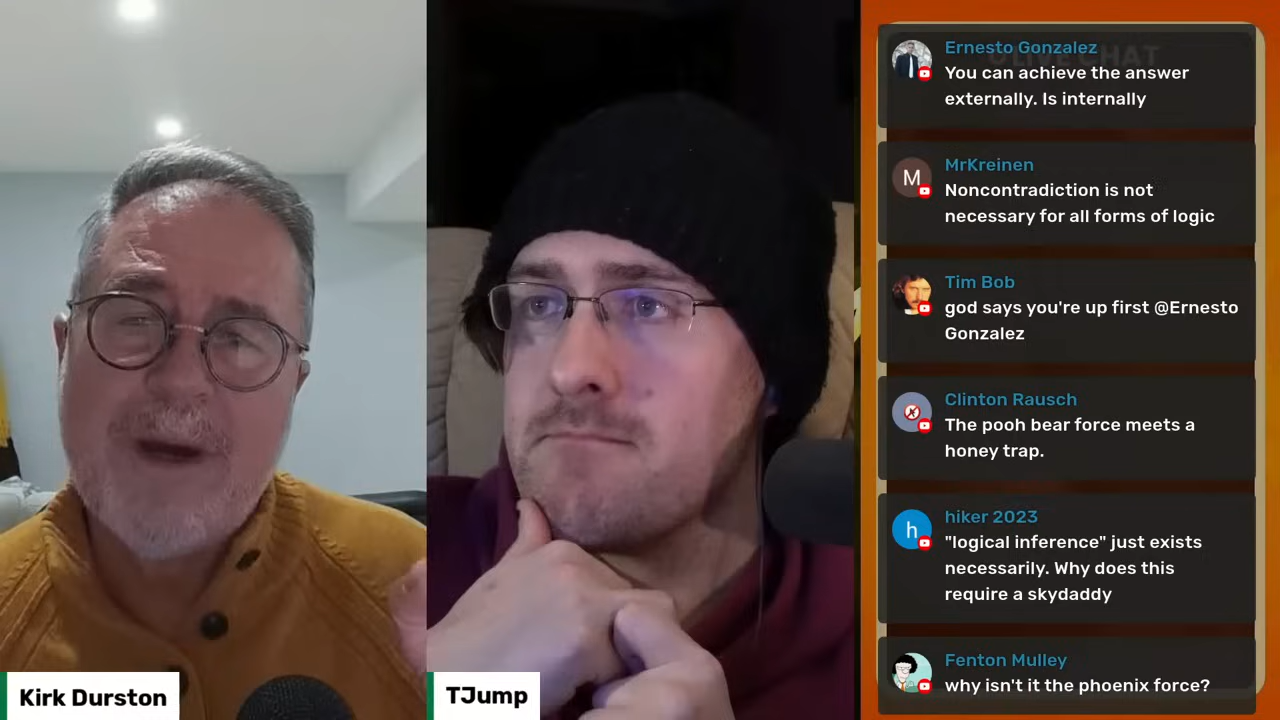 Ernesto Gonzalez
LIVE CHAT
You can achieve the answer
externally. Is internally
MrKreinen
M
Noncontradiction is not
necessary for all forms of logic
Tim Bob
god says you're up first @Ernesto
Gonzalez
Clinton Rausch
The pooh bear force meets a
honey trap.
hiker 2023
h
"logical inference" just exists
necessarily. Why does this
require a skydaddy
Fenton Mulley
why isn't it the phoenix force?
Kirk Durston
TJump